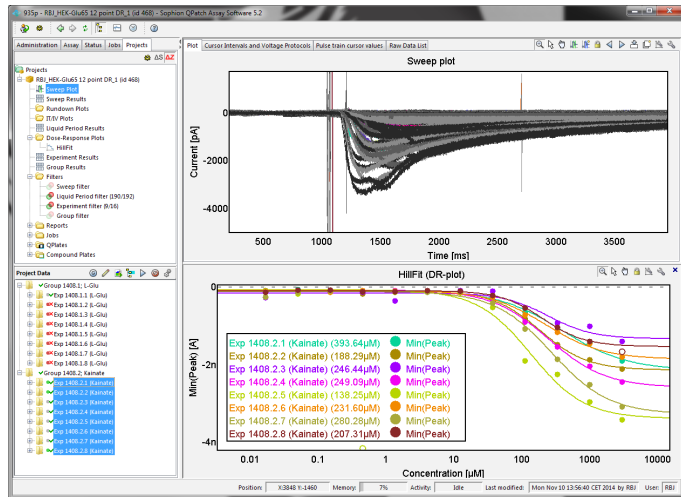 935p - RBJ_HEK-Glu65 12 point DR_1 (id 468) - Sophion QPatch Assay Software 5.2
Administration Assay Status Jobs Projects
ΔS AZ
Projects
RBJ_HEK-Glu65 12 point DR_1 (id 468)
Sweep Plot
Sweep Results
Rundown Plots
IT/IV Plots
Liquid Period Results
Dose-Response Plots
HillFit
Experiment Results
Group Results
Filters
Sweep filter
Liquid Period filter (190/192)
Experiment filter (9/16)
Group filter
Reports
Jobs
QPlates
Compound Plates
Project Data
Group 1408.1; L-Glu
Exp 1408.1.1 (L-Glu)
Exp 1408.1.2 (L-Glu)
Exp 1408.1.3 (L-Glu)
Exp 1408.1.4 (L-Glu)
Exp 1408.1.5 (L-Glu)
Exp 1408.1.6 (L-Glu)
Exp 1408.1.7 (L-Glu)
Exp 1408.1.8 (L-Glu)
Group 1408.2; Kainate
Exp 1408.2.1 (Kainate)
Exp 1408.2.2 (Kainate)
Exp 1408.2.3 (Kainate)
Exp 1408.2.4 (Kainate)
Exp 1408.2.5 (Kainate)
Exp 1408.2.6 (Kainate)
Exp 1408.2.7 (Kainate)
Exp 1408.2.8 (Kainate)
Plot Cursor Intervals and Voltage Protocols Pulse train cursor values Raw Data List
Sweep plot
Current [pA]
0
-2000
-4000
500 1000 1500 2000 2500 3000 3500
Time [ms]
HillFit (DR-plot)
Min(Peak) [A]
0
-2n
-4n
Exp 1408.2.1 (Kainate) (393.64µM) Min(Peak)
Exp 1408.2.2 (Kainate) (188.29µM) Min(Peak)
Exp 1408.2.3 (Kainate) (246.44µM) Min(Peak)
Exp 1408.2.4 (Kainate) (249.09µM) Min(Peak)
Exp 1408.2.5 (Kainate) (138.25µM) Min(Peak)
Exp 1408.2.6 (Kainate) (231.60µM) Min(Peak)
Exp 1408.2.7 (Kainate) (280.28µM) Min(Peak)
Exp 1408.2.8 (Kainate) (207.31µM) Min(Peak)
0.01 0.1 1 10 100 1000 10000
Concentration [µM]
Position: X:3848 Y:-1460 Memory: 7% Activity: Idle Last modified: Mon Nov 10 13:56:40 CET 2014 by RBJ User: RBJ